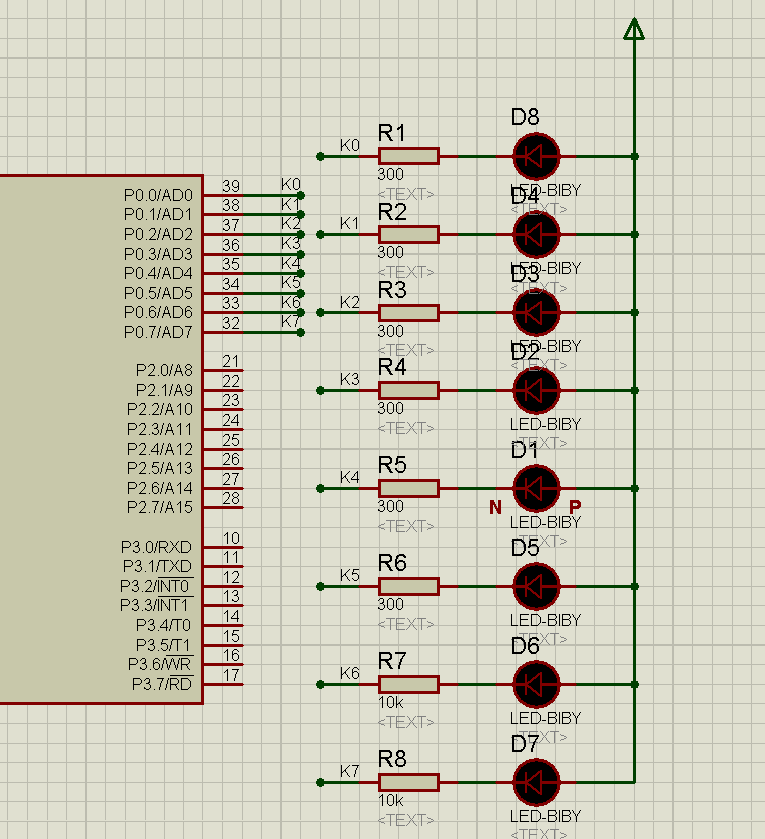 P0.0/AD0 39 K0
P0.1/AD1 38 K1
P0.2/AD2 37 K2
P0.3/AD3 36 K3
P0.4/AD4 35 K4
P0.5/AD5 34 K5
P0.6/AD6 33 K6
P0.7/AD7 32 K7
P2.0/A8 21
P2.1/A9 22
P2.2/A10 23
P2.3/A11 24
P2.4/A12 25
P2.5/A13 26
P2.6/A14 27
P2.7/A15 28
P3.0/RXD 10
P3.1/TXD 11
P3.2/INT0 12
P3.3/INT1 13
P3.4/T0 14
P3.5/T1 15
P3.6/WR 16
P3.7/RD 17
K0 R1 D8
300 LED-BIBY
<TEXT> <TEXT>
K1 R2 D4
300 LED-BIBY
<TEXT> <TEXT>
K2 R3 D3
300 LED-BIBY
<TEXT> <TEXT>
K3 R4 D2
300 LED-BIBY
<TEXT> <TEXT>
K4 R5 D1
N P
300 LED-BIBY
<TEXT> <TEXT>
K5 R6 D5
300 LED-BIBY
<TEXT> <TEXT>
K6 R7 D6
10k LED-BIBY
<TEXT> <TEXT>
K7 R8 D7
10k LED-BIBY
<TEXT> <TEXT>